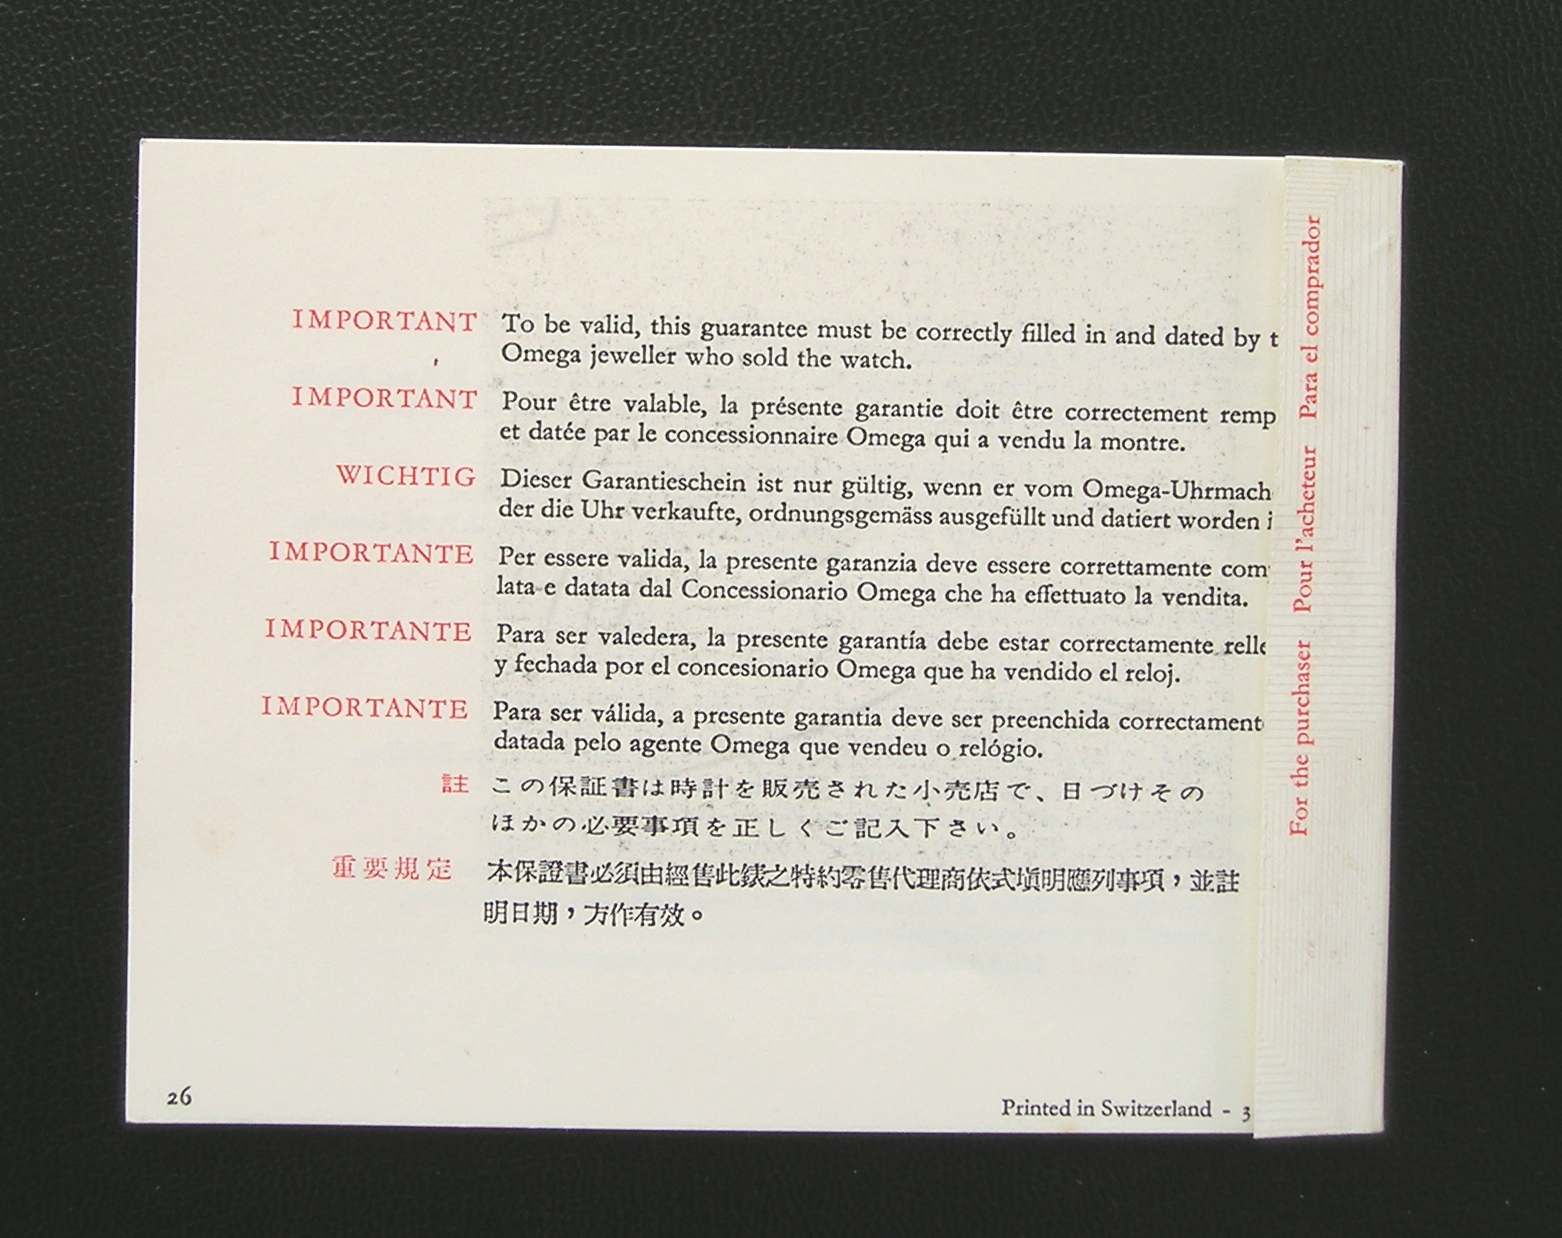 IMPORTANT To be valid, this guarantee must be correctly filled in and dated by t
Omega jeweller who sold the watch.
IMPORTANT Pour être valable, la présente garantie doit être correctement remp
et datée par le concessionnaire Omega qui a vendu la montre.
WICHTIG Dieser Garantieschein ist nur gültig, wenn er vom Omega-Uhrmach
der die Uhr verkaufte, ordnungsgemäss ausgefüllt und datiert worden i
IMPORTANTE Per essere valida, la presente garanzia deve essere correttamente com
lata e datata dal Concessionario Omega che ha effettuato la vendita.
IMPORTANTE Para ser valedera, la presente garantía debe estar correctamente relle
y fechada por el concesionario Omega que ha vendido el reloj.
IMPORTANTE Para ser válida, a presente garantia deve ser preenchida correctament
datada pelo agente Omega que vendeu o relógio.
註 この保証書は時計を販売された小売店で、日づけその
ほかの必要事項を正しくご記入下さい。
重要規定 本保證書必須由經售此錶之特約零售代理商依式塡明應列事項，並註
明日期，方作有效。
26
Printed in Switzerland - 3
For the purchaser Pour l'acheteur Para el comprador